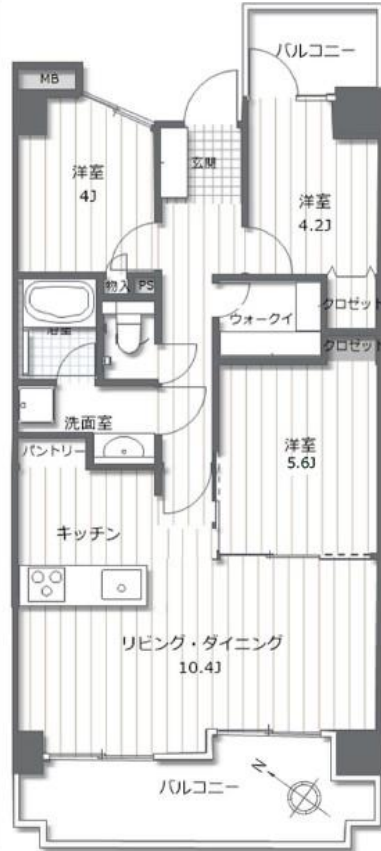 バルコニー
MB
玄関
洋室
4J
洋室
4.2J
物入
PS
クロゼット
ウォークイ
浴室
クロゼット
洗面室
パントリー
洋室
5.6J
キッチン
リビング・ダイニング
10.4J
バルコニー
N